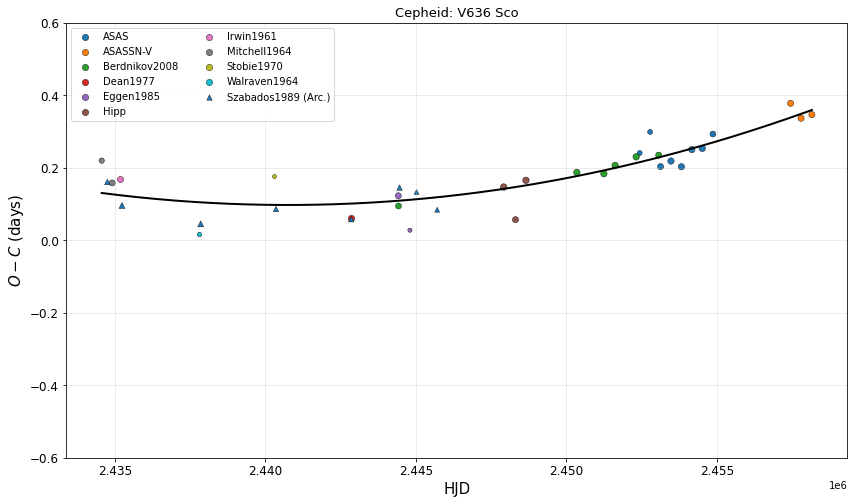 Cepheid: V636 Sco
ASAS
ASASSN-V
Berdnikov2008
Dean1977
Eggen1985
Hipp
Irwin1961
Mitchell1964
Stobie1970
Walraven1964
Szabados1989 (Arc.)
O − C (days)
0.6
0.4
0.2
0.0
−0.2
−0.4
−0.6
2.435 2.440 2.445 2.450 2.455
1e6
HJD